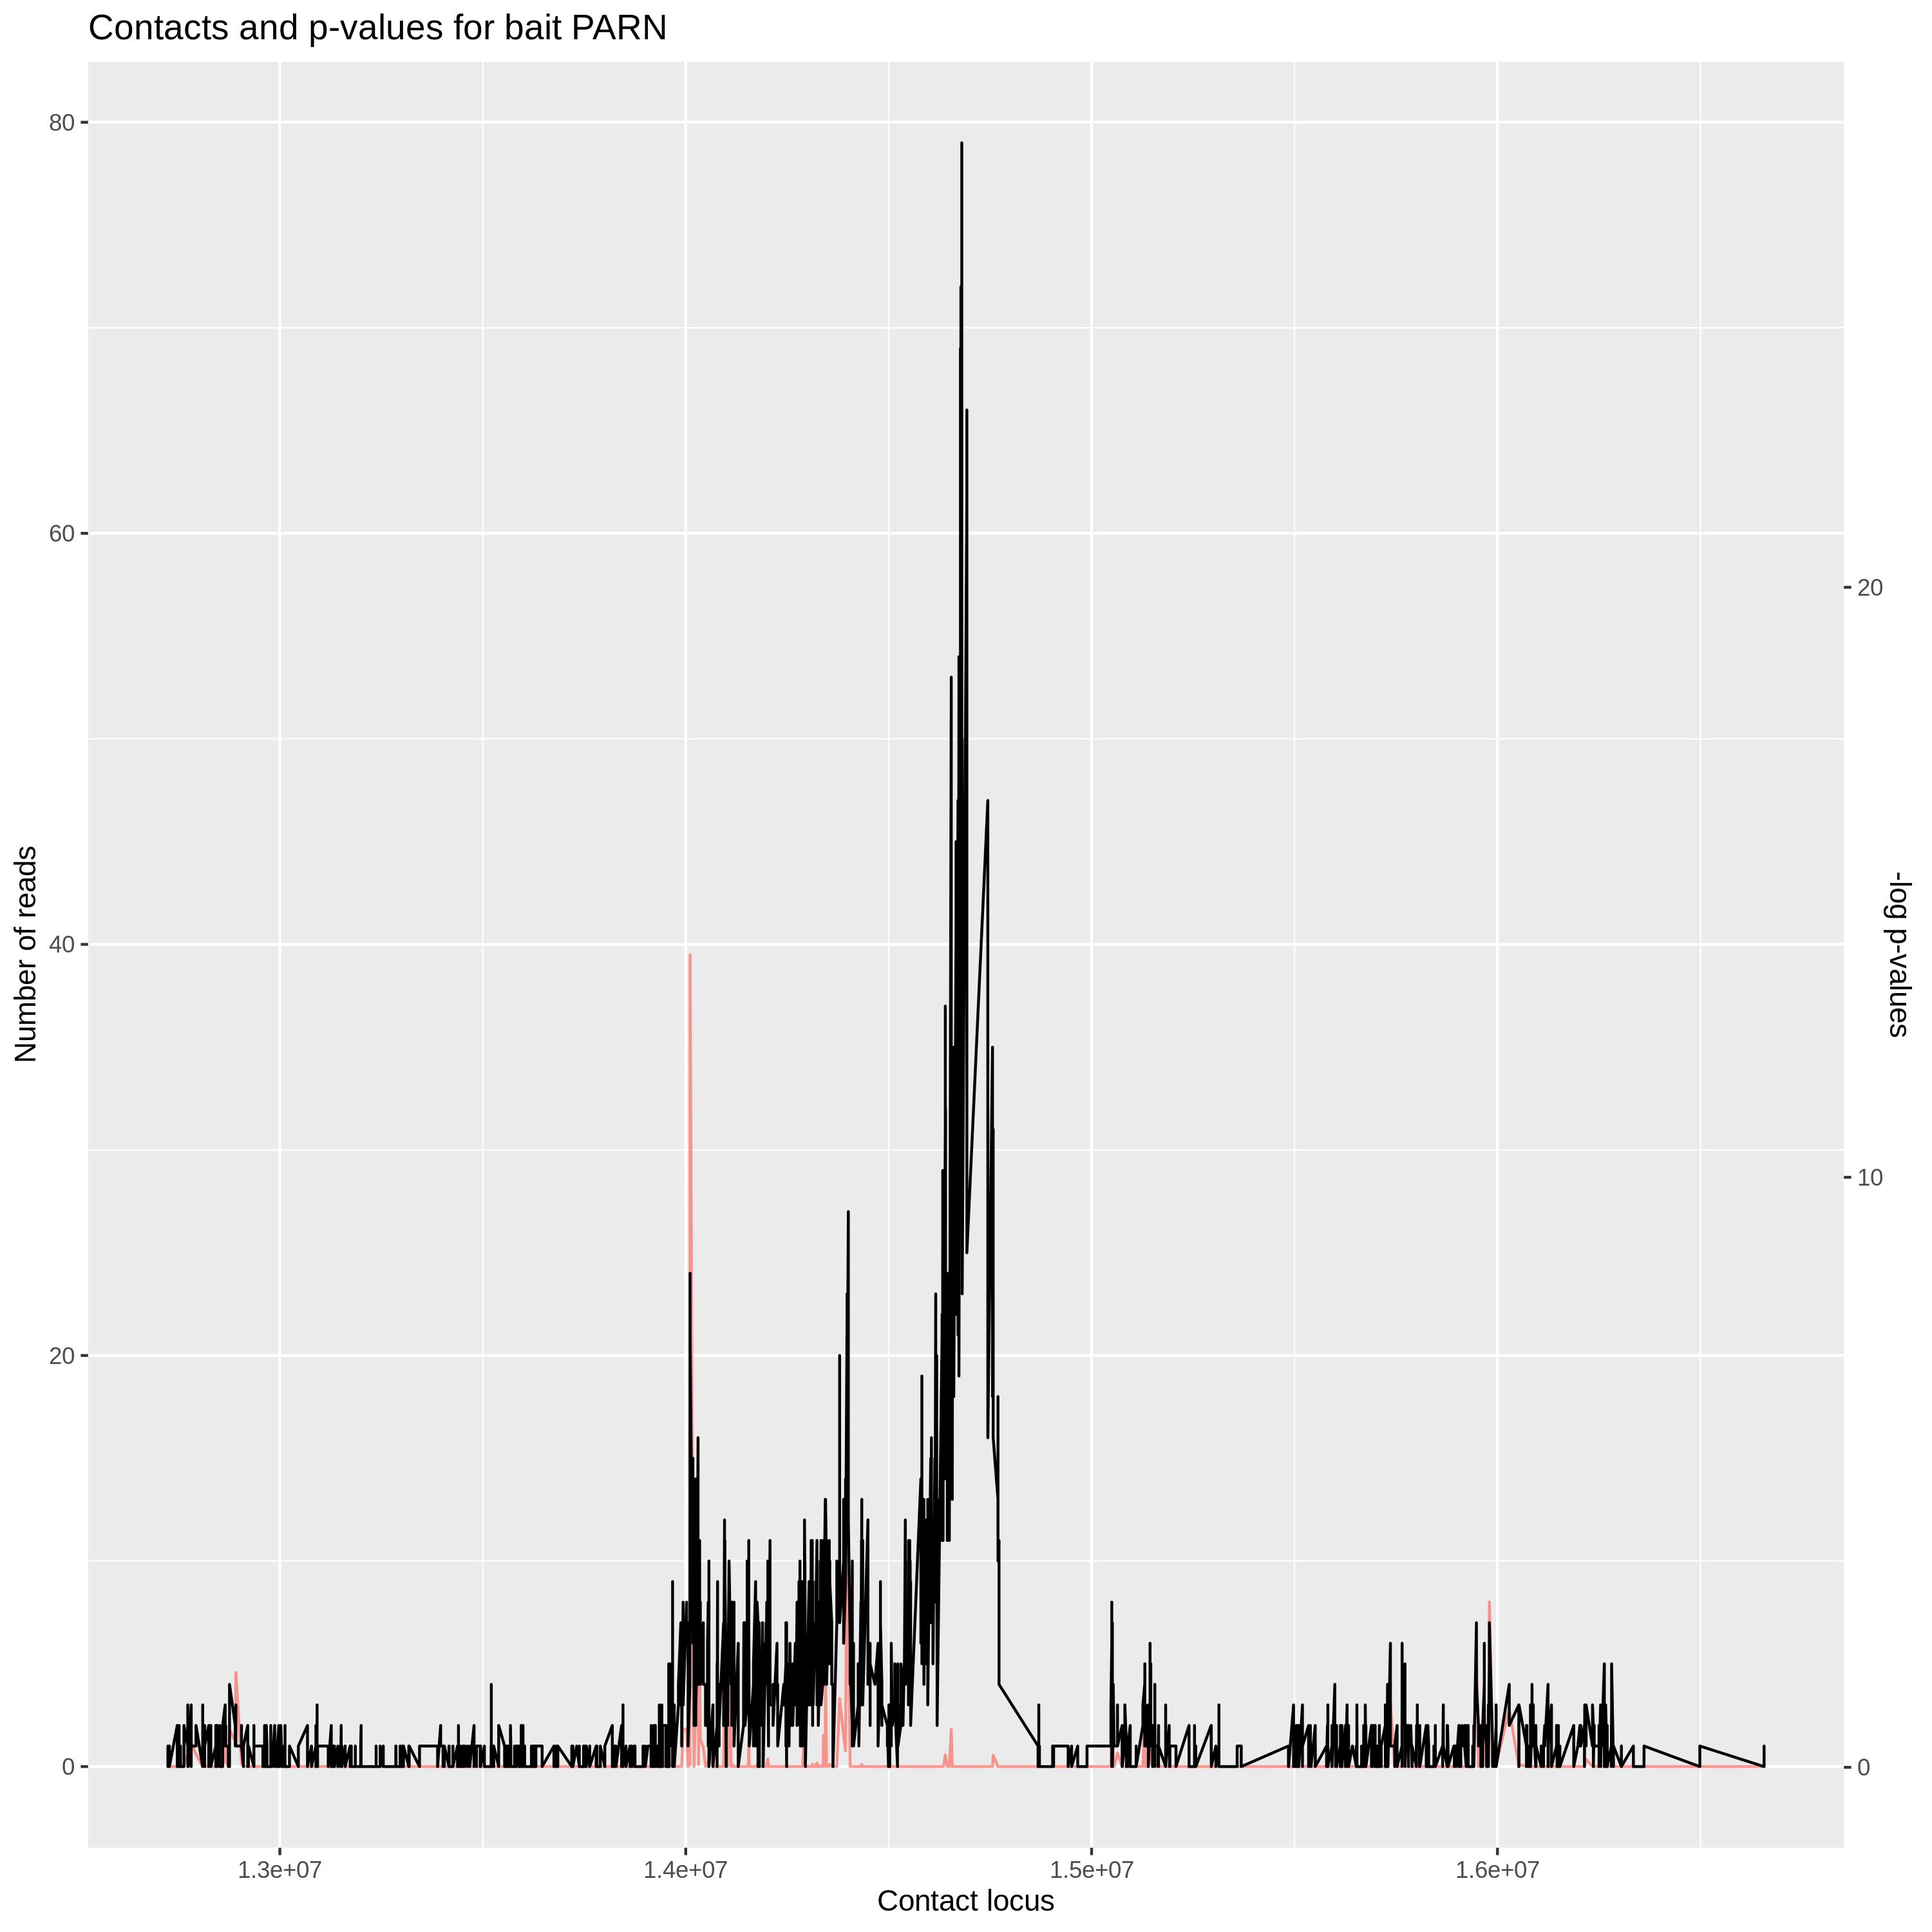 Contacts and p-values for bait PARN
80
60
40
20
0
Number of reads
20
10
0
-log p-values
1.3e+07
1.4e+07
1.5e+07
1.6e+07
Contact locus